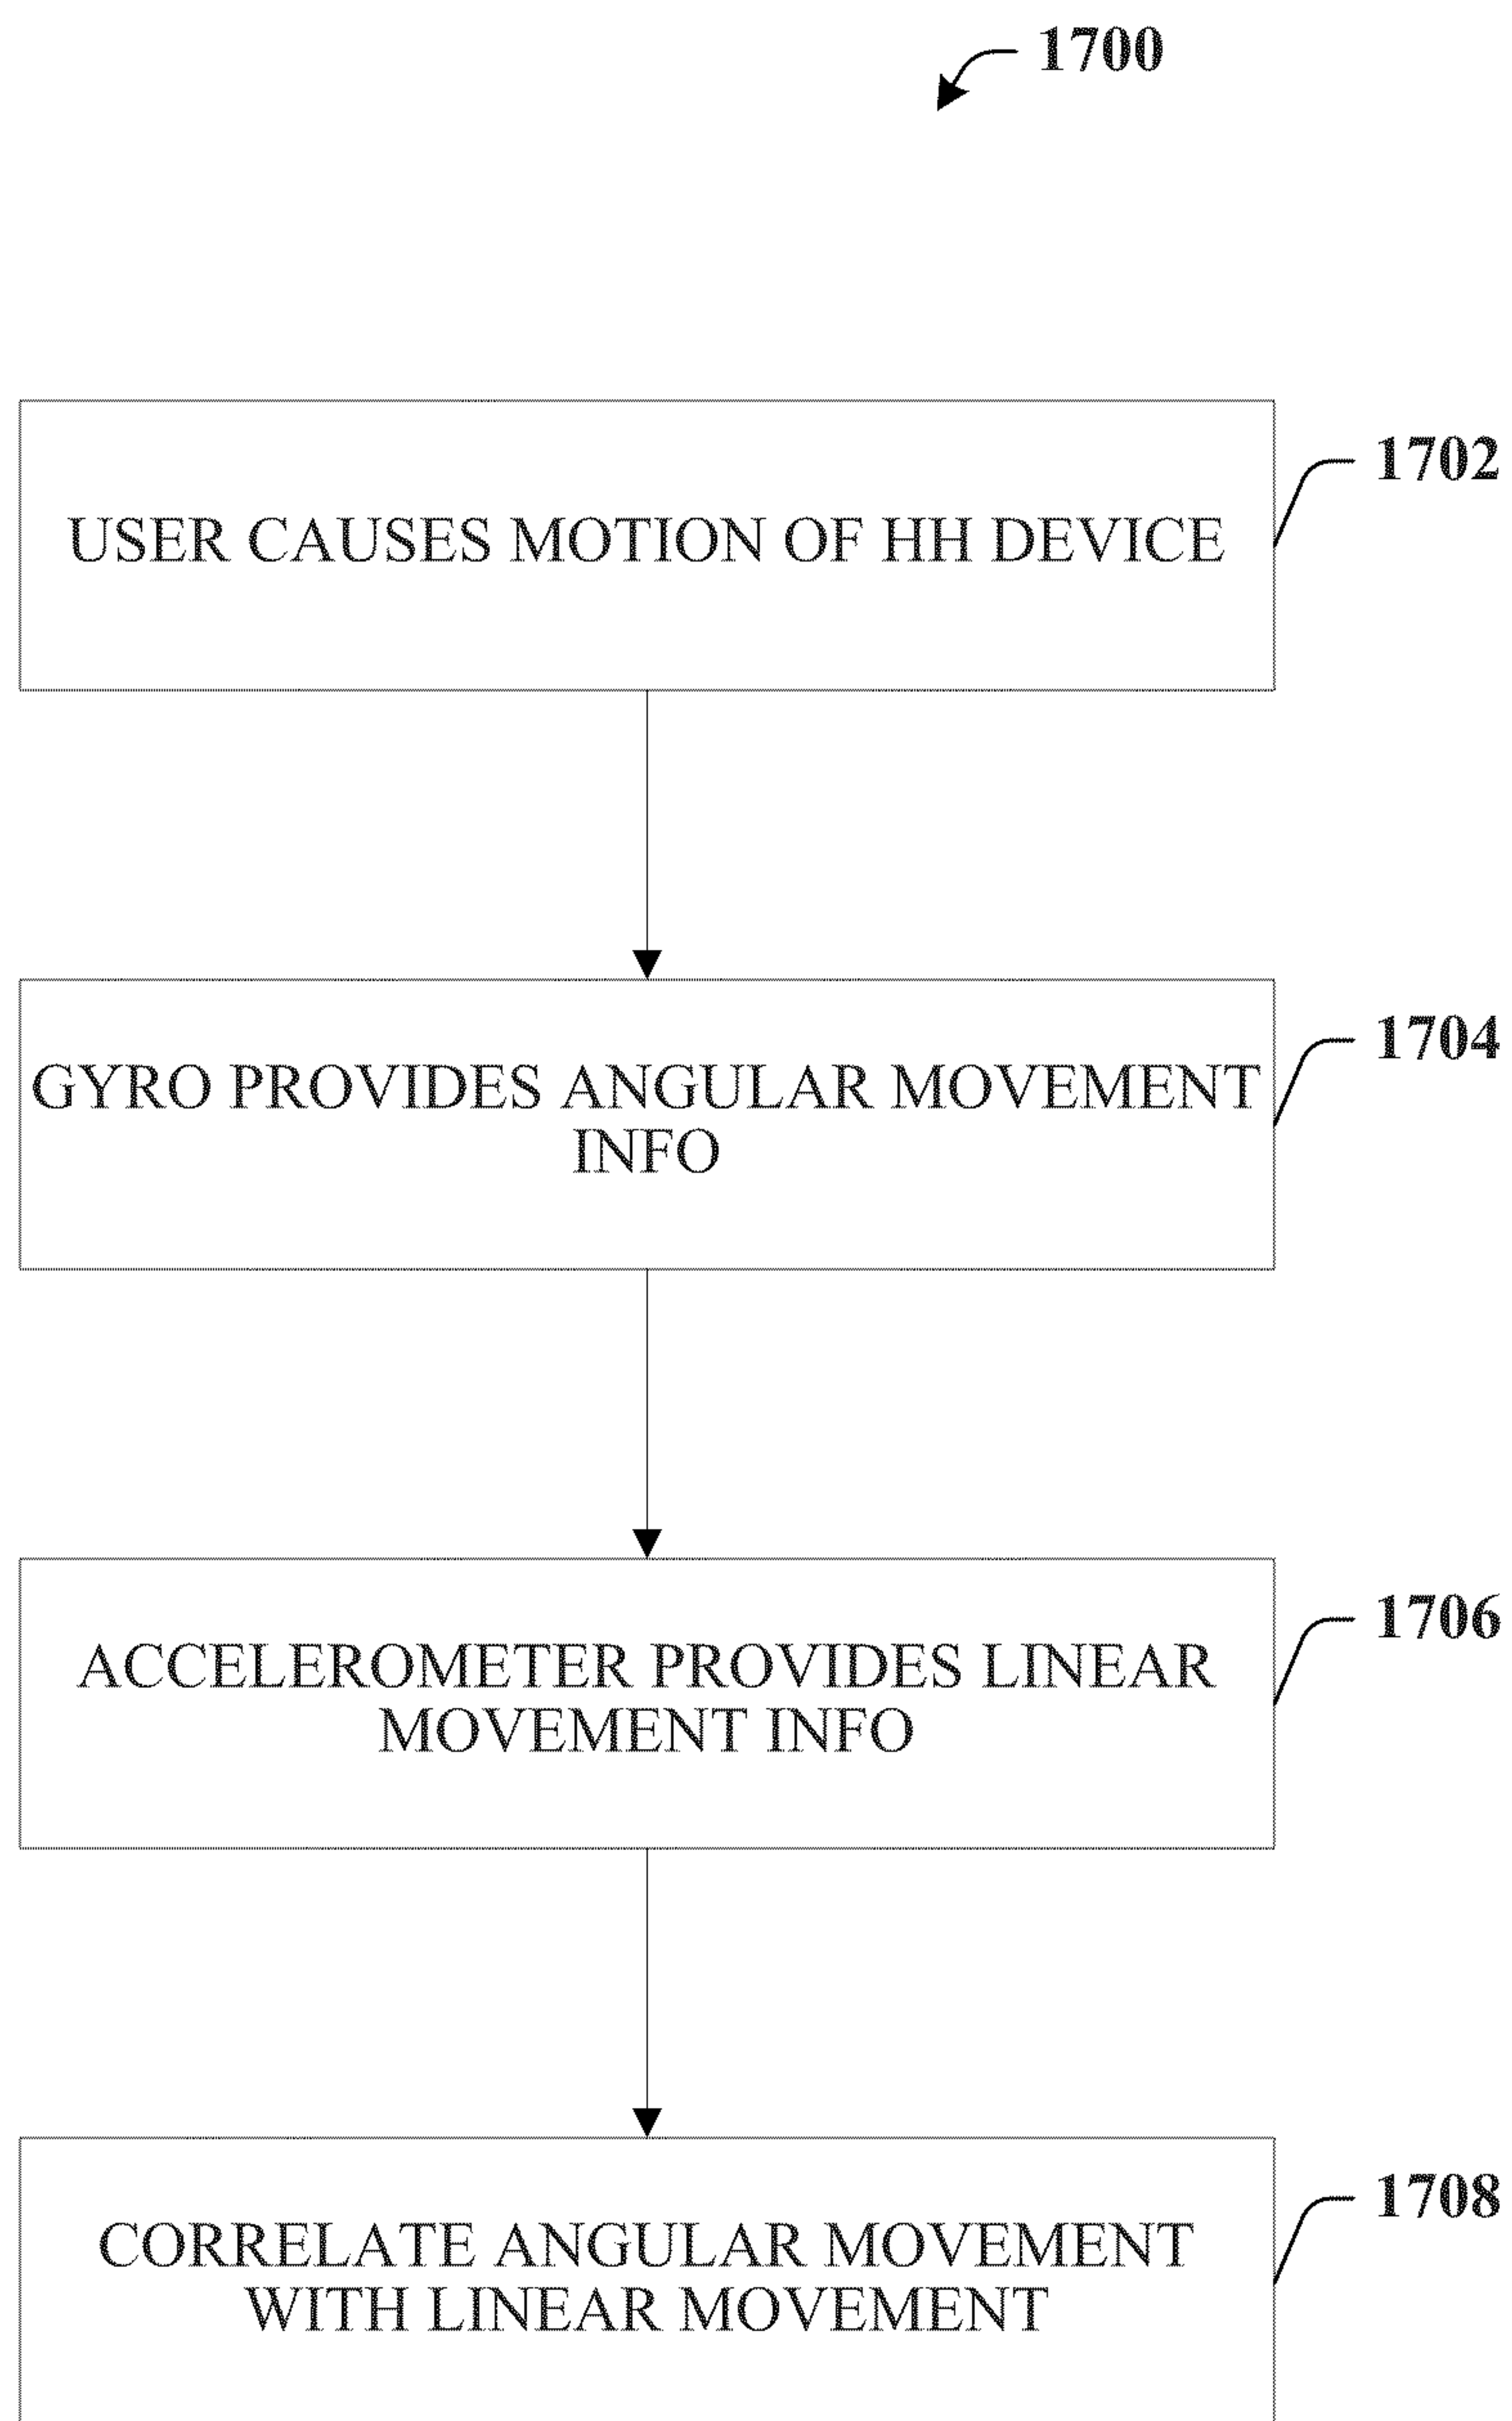 1700
USER CAUSES MOTION OF HH DEVICE
1702
GYRO PROVIDES ANGULAR MOVEMENT
INFO
1704
ACCELEROMETER PROVIDES LINEAR
MOVEMENT INFO
1706
CORRELATE ANGULAR MOVEMENT
WITH LINEAR MOVEMENT
1708